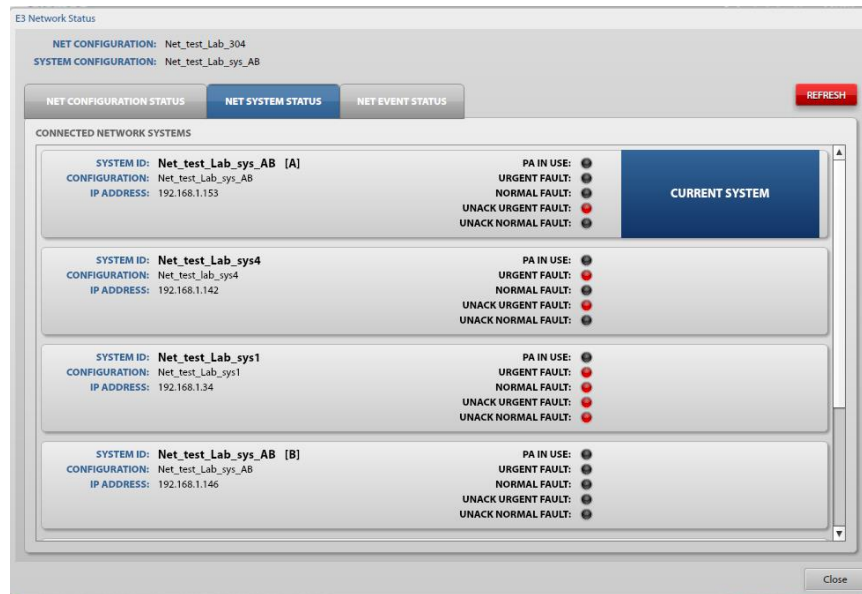 E3 Network Status
NET CONFIGURATION: Net_test_Lab_304
SYSTEM CONFIGURATION: Net_test_Lab_sys_AB
NET CONFIGURATION STATUS NET SYSTEM STATUS NET EVENT STATUS REFRESH
CONNECTED NETWORK SYSTEMS
SYSTEM ID: Net_test_Lab_sys_AB [A] PA IN USE:
CONFIGURATION: Net_test_Lab_sys_AB URGENT FAULT:
IP ADDRESS: 192.168.1.153 NORMAL FAULT: CURRENT SYSTEM
UNACK URGENT FAULT:
UNACK NORMAL FAULT:
SYSTEM ID: Net_test_Lab_sys4 PA IN USE:
CONFIGURATION: Net_test_lab_sys4 URGENT FAULT:
IP ADDRESS: 192.168.1.142 NORMAL FAULT:
UNACK URGENT FAULT:
UNACK NORMAL FAULT:
SYSTEM ID: Net_test_Lab_sys1 PA IN USE:
CONFIGURATION: Net_test_Lab_sys1 URGENT FAULT:
IP ADDRESS: 192.168.1.34 NORMAL FAULT:
UNACK URGENT FAULT:
UNACK NORMAL FAULT:
SYSTEM ID: Net_test_Lab_sys_AB [B] PA IN USE:
CONFIGURATION: Net_test_Lab_sys_AB URGENT FAULT:
IP ADDRESS: 192.168.1.146 NORMAL FAULT:
UNACK URGENT FAULT:
UNACK NORMAL FAULT:
Close